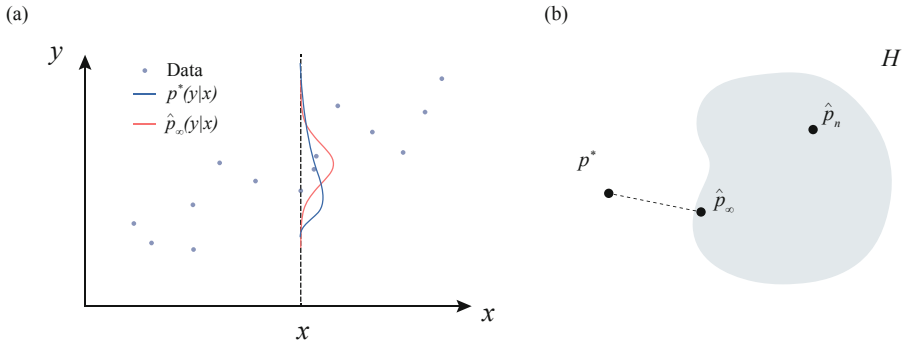 (a)
y
Data
p*(y|x)
p̂∞(y|x)
x
x
(b)
H
p̂n
p*
p̂∞